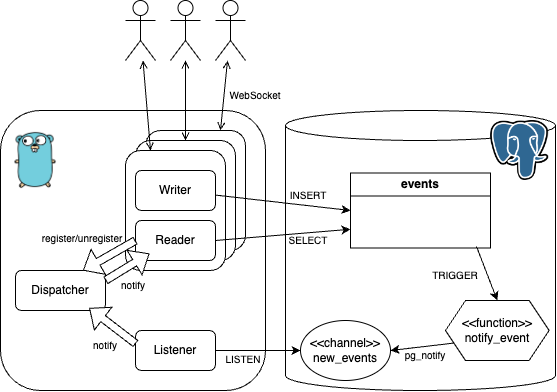 WebSocket
Writer
INSERT
events
register/unregister
Reader
SELECT
TRIGGER
notify
Dispatcher
<<function>>
notify_event
notify
Listener
LISTEN
<<channel>>
new_events
pg_notify